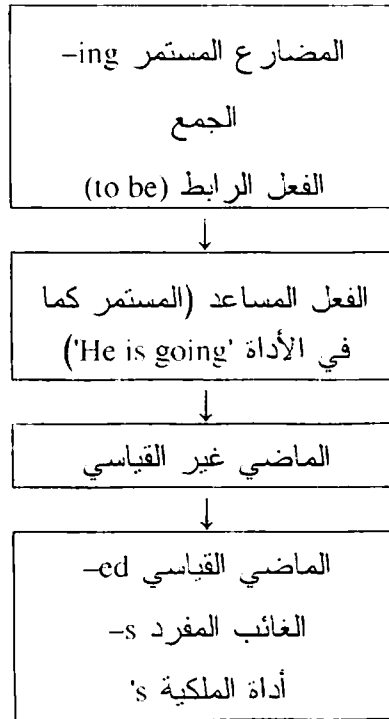 المضارع المستمر ing–
الجمع
الفعل الرابط (to be)
↓
الفعل المساعد (المستمر كما
في الأداة 'He is going')
↓
الماضي غير القياسي
↓
الماضي القياسي ed–
الغائب المفرد s–
أداة الملكية s'